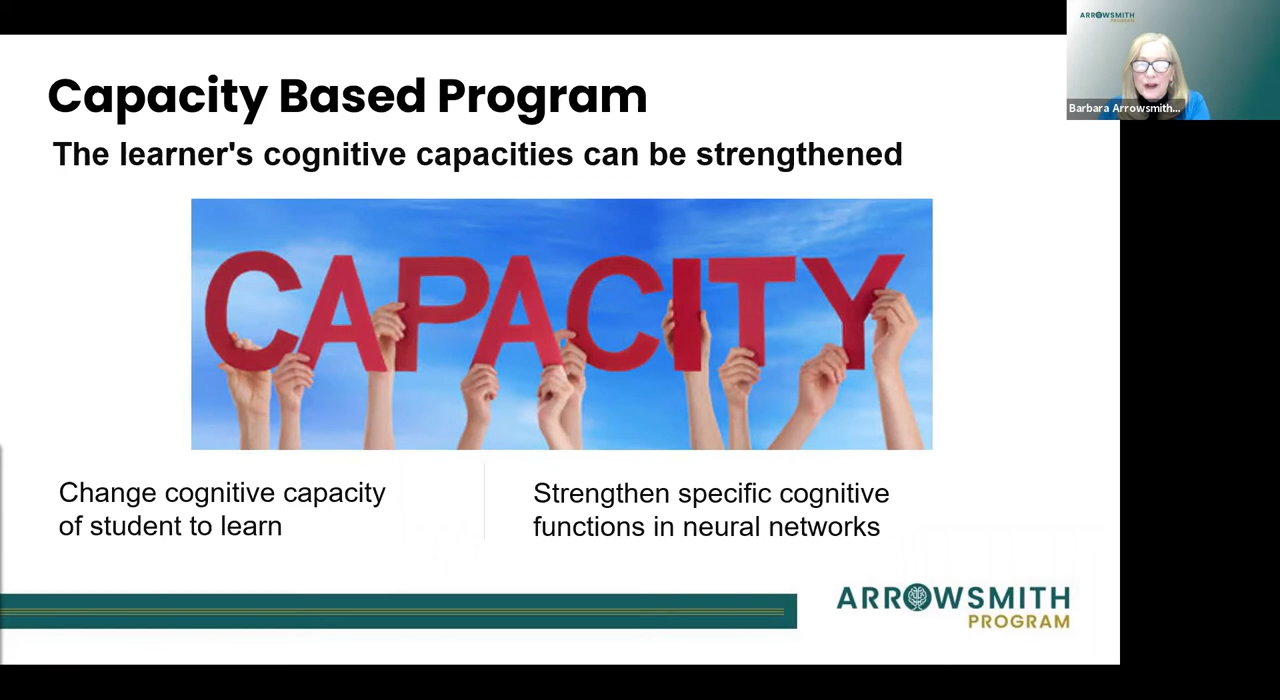 Capacity Based Program
The learner's cognitive capacities can be strengthened
CAPACITY
Change cognitive capacity
of student to learn
Strengthen specific cognitive
functions in neural networks
ARROWSMITH
PROGRAM
ARROWSMITH
PROGRAM
Barbara Arrowsmith...